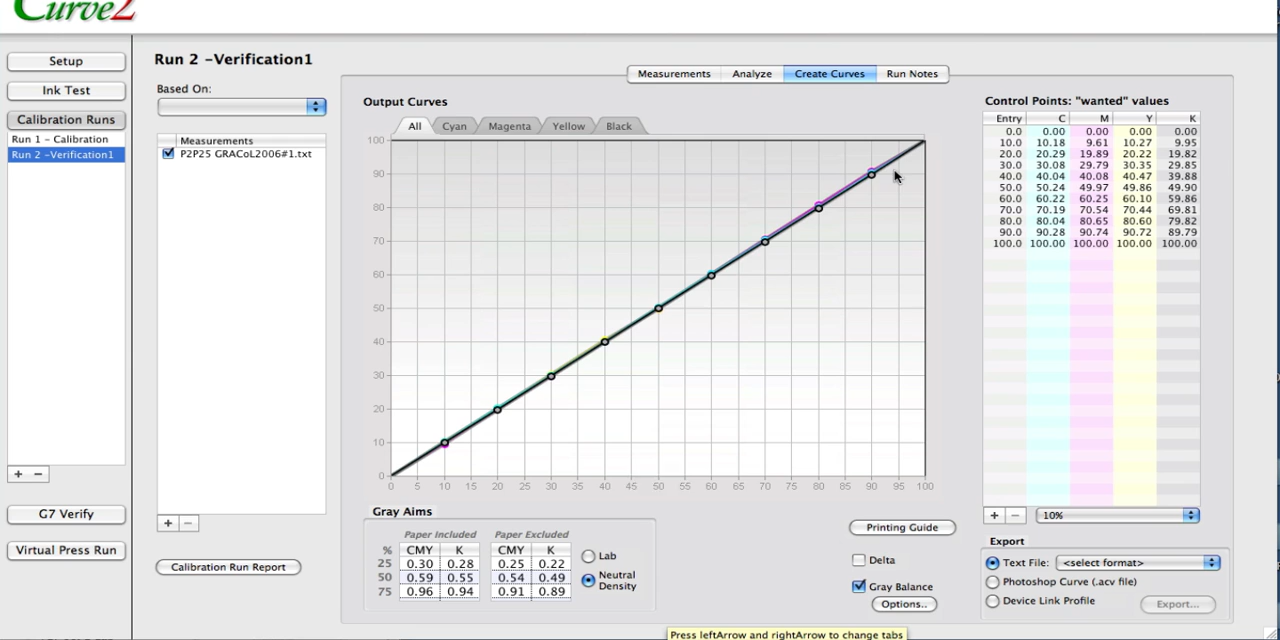 Curve2
Setup
Ink Test
Calibration Runs
Run 1 - Calibration
Run 2 -Verification1
+ −
G7 Verify
Virtual Press Run
Run 2 -Verification1
Based On:
Measurements
P2P25 GRACoL2006#1.txt
+ −
Calibration Run Report
Measurements Analyze Create Curves Run Notes
Output Curves
All Cyan Magenta Yellow Black
100
90
80
70
60
50
40
30
20
10
0
0 5 10 15 20 25 30 35 40 45 50 55 60 65 70 75 80 85 90 95 100
Gray Aims
Paper Included Paper Excluded
% CMY K CMY K
25 0.30 0.28 0.25 0.22
50 0.59 0.55 0.54 0.49
75 0.96 0.94 0.91 0.89
Lab
Neutral
Density
Printing Guide
Delta
Gray Balance
Options..
Control Points: "wanted" values
Entry C M Y K
0.0 0.00 0.00 0.00 0.00
10.0 10.18 9.61 10.27 9.95
20.0 20.29 19.89 20.22 19.82
30.0 30.08 29.79 30.35 29.85
40.0 40.04 40.08 40.47 39.88
50.0 50.24 49.97 49.86 49.90
60.0 60.22 60.25 60.10 59.86
70.0 70.19 70.54 70.44 69.81
80.0 80.04 80.65 80.60 79.82
90.0 90.28 90.74 90.72 89.79
100.0 100.00 100.00 100.00 100.00
+ − 10%
Export
Text File: <select format>
Photoshop Curve (.acv file)
Device Link Profile
Export...
Press leftArrow and rightArrow to change tabs